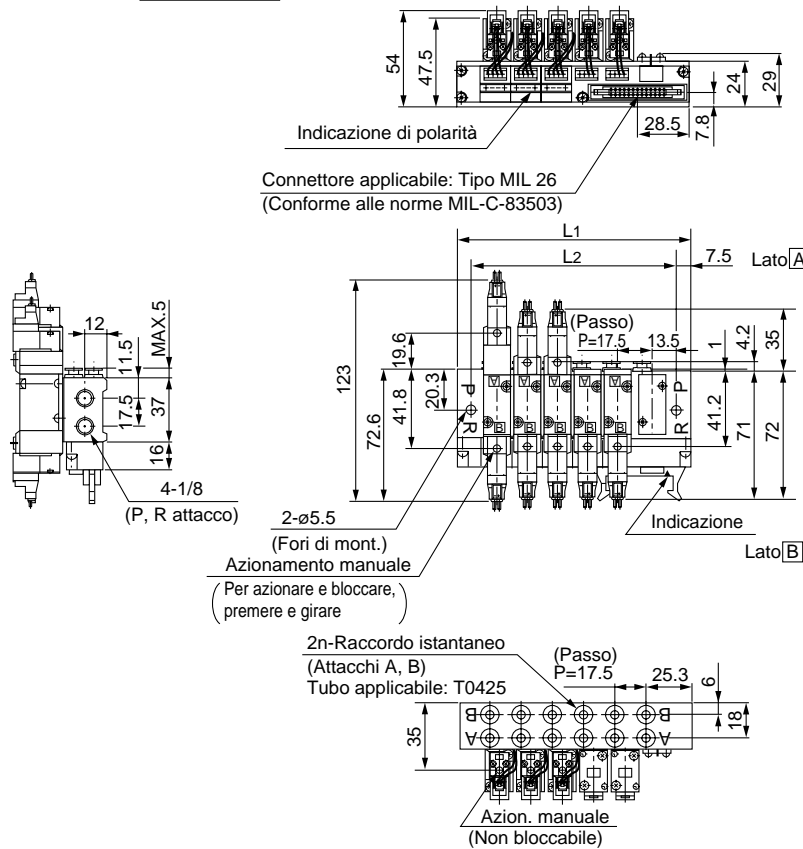 54
47.5
24
29
7.8
28.5
Indicazione di polarità
Connettore applicabile: Tipo MIL 26
(Conforme alle norme MIL-C-83503)
L1
L2
7.5
Lato A
12
MAX.5
11.5
17.5
37
16
4-1/8
(P, R attacco)
123
19.6
72.6
41.8
20.3
(Passo)
P=17.5
13.5
1
4.2
35
41.2
71
72
P
R
A
A
A
A
A
B
B
B
B
B
P
R
2-ø5.5
(Fori di mont.)
Indicazione
Lato B
Azionamento manuale
(Per azionare e bloccare,
premere e girare)
2n-Raccordo istantaneo
(Attacchi A, B)
Tubo applicabile: T0425
(Passo)
P=17.5
25.3
6
18
35
B
B
A
A
Azion. manuale
(Non bloccabile)